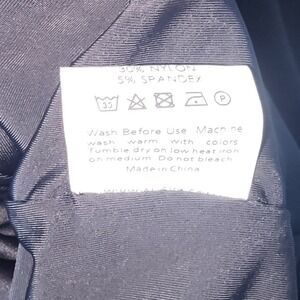 30% NYLON
5% SPANDEX
30 P
Wash Before Use Machine
wash warm with colors
Tumble dry on low heat iron
on medium. Do not bleach
Made in China